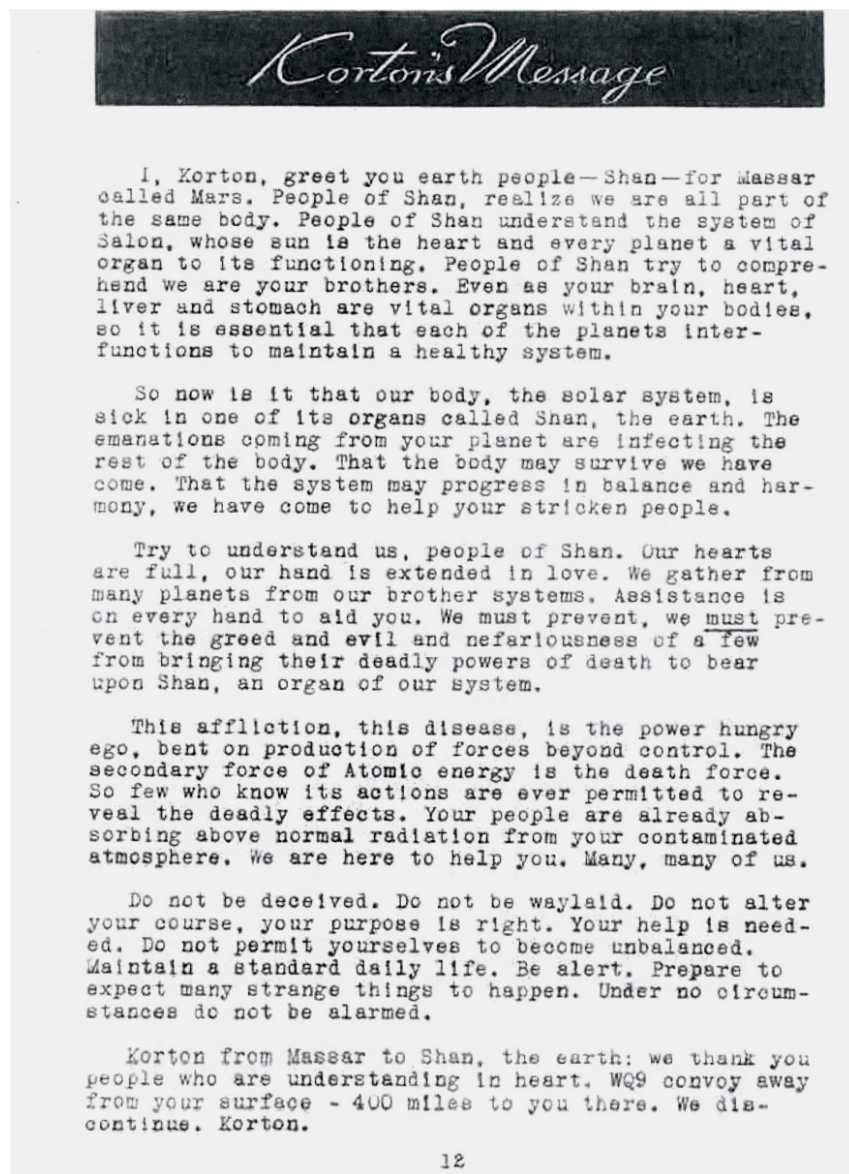 Korton's Message
I, Korton, greet you earth people—Shan—for Massar
called Mars. People of Shan, realize we are all part of
the same body. People of Shan understand the system of
Salon, whose sun is the heart and every planet a vital
organ to its functioning. People of Shan try to compre-
hend we are your brothers. Even as your brain, heart,
liver and stomach are vital organs within your bodies,
so it is essential that each of the planets inter-
functions to maintain a healthy system.
So now is it that our body, the solar system, is
sick in one of its organs called Shan, the earth. The
emanations coming from your planet are infecting the
rest of the body. That the body may survive we have
come. That the system may progress in balance and har-
mony, we have come to help your stricken people.
Try to understand us, people of Shan. Our hearts
are full, our hand is extended in love. We gather from
many planets from our brother systems. Assistance is
on every hand to aid you. We must prevent, we must pre-
vent the greed and evil and nefariousness of a few
from bringing their deadly powers of death to bear
upon Shan, an organ of our system.
This affliction, this disease, is the power hungry
ego, bent on production of forces beyond control. The
secondary force of Atomic energy is the death force.
So few who know its actions are ever permitted to re-
veal the deadly effects. Your people are already ab-
sorbing above normal radiation from your contaminated
atmosphere. We are here to help you. Many, many of us.
Do not be deceived. Do not be waylaid. Do not alter
your course, your purpose is right. Your help is need-
ed. Do not permit yourselves to become unbalanced.
Maintain a standard daily life. Be alert. Prepare to
expect many strange things to happen. Under no circum-
stances do not be alarmed.
Korton from Massar to Shan, the earth: we thank you
people who are understanding in heart. WQ9 convoy away
from your surface - 400 miles to you there. We dis-
continue. Korton.
12